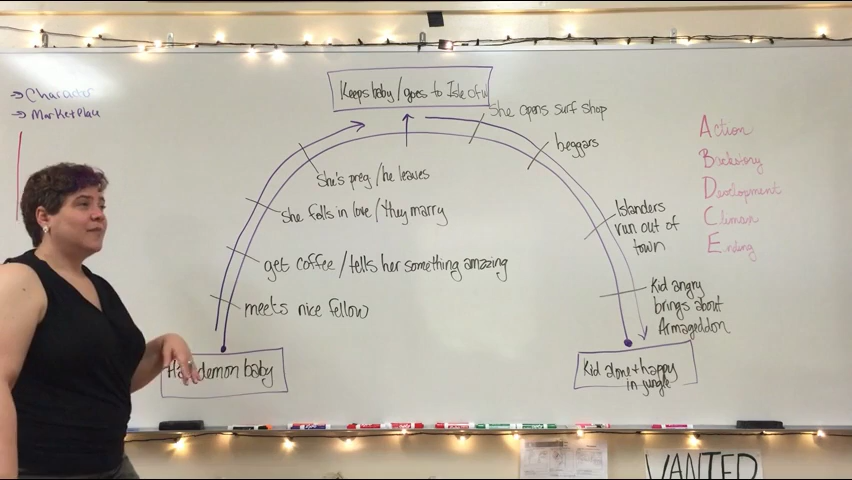 → Character
→ MarketPlace
Keeps baby/goes to Isle of
She opens surf shop
beggars
She's preg/he leaves
She falls in love/they marry
get coffee/tells her something amazing
meets nice fellow
demon baby
Islanders
run out of
town
Kid angry
brings about
Armageddon
Kid alone + happy
in jungle
Action
Backstory
Development
Climax
Ending
WANTED